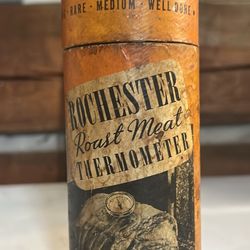 RARE - MEDIUM - WELL DONE
ROCHESTER
Roast Meat
THERMOMETER